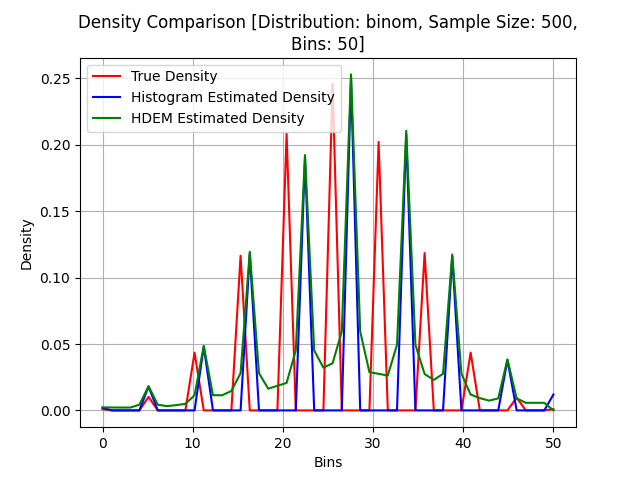 Density Comparison [Distribution: binom, Sample Size: 500,
Bins: 50]
True Density
Histogram Estimated Density
HDEM Estimated Density
Density
0.25
0.20
0.15
0.10
0.05
0.00
0 10 20 30 40 50
Bins